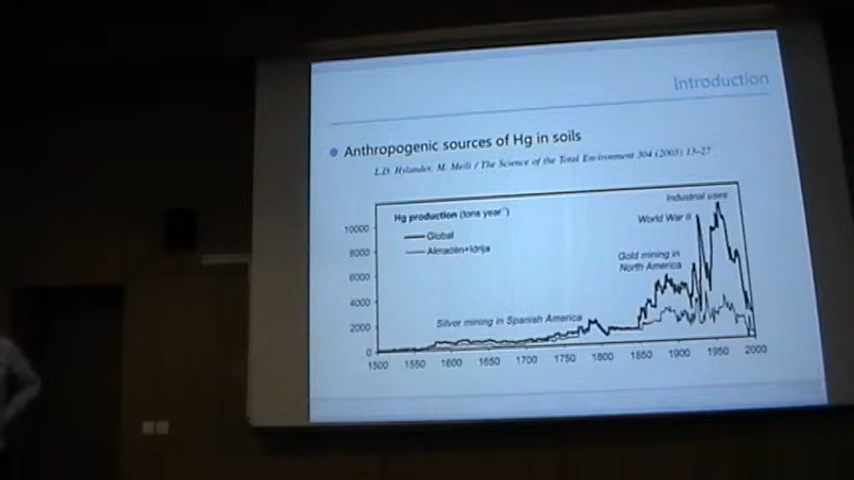 Introduction
Anthropogenic sources of Hg in soils
L.D. Hylander, M. Meili / The Science of the Total Environment 304 (2003) 13–27
Hg production (tons year⁻¹)
Global
Almadén+Idrija
Industrial uses
World War II
Gold mining in
North America
Silver mining in Spanish America
10000
8000
6000
4000
2000
0
1500 1550 1600 1650 1700 1750 1800 1850 1900 1950 2000